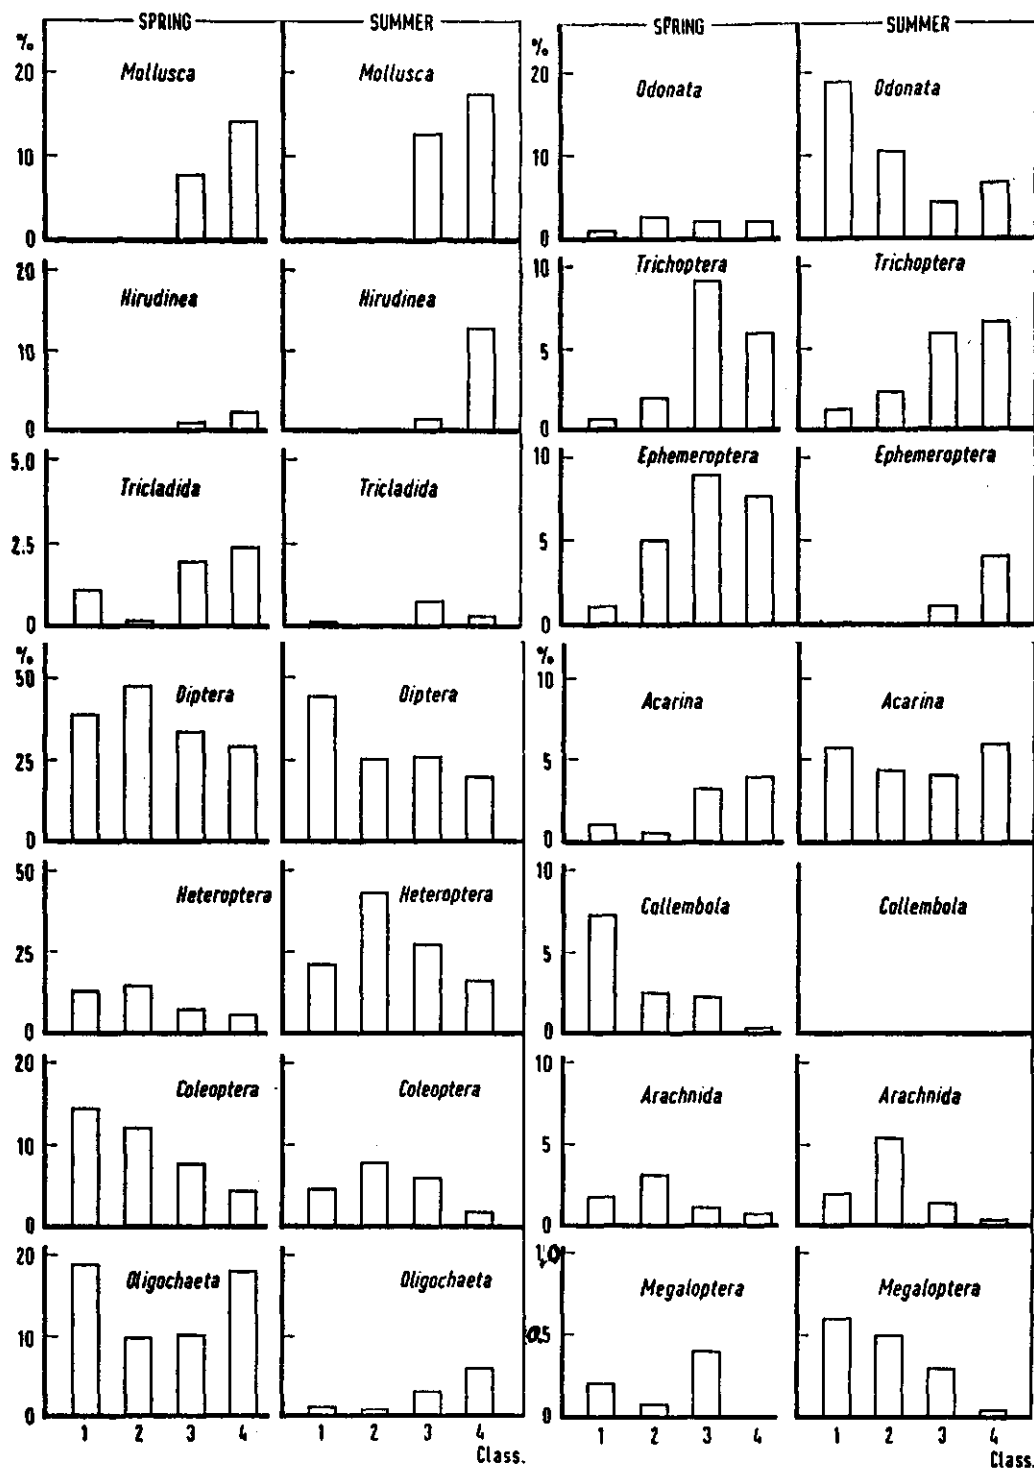 SPRING SUMMER SPRING SUMMER
% %
20 Mollusca Mollusca 20 Odonata Odonata
10 10
0 0
20 Hirudinea Hirudinea 10 Trichoptera Trichoptera
10 5
0 0
5.0 Tricladida Tricladida 10 Ephemeroptera Ephemeroptera
2.5 5
0 0
% 
50 Diptera Diptera 10 Acarina Acarina
25 5
0 0
50 Heteroptera Heteroptera 10 Collembola Collembola
25 5
0 0
20 Coleoptera Coleoptera 10 Arachnida Arachnida
10 5
0 0
20 Oligochaeta Oligochaeta 1,0 Megaloptera Megaloptera
10 0.5
0 0
1 2 3 4 1 2 3 4 1 2 3 4 1 2 3 4
Class. Class.